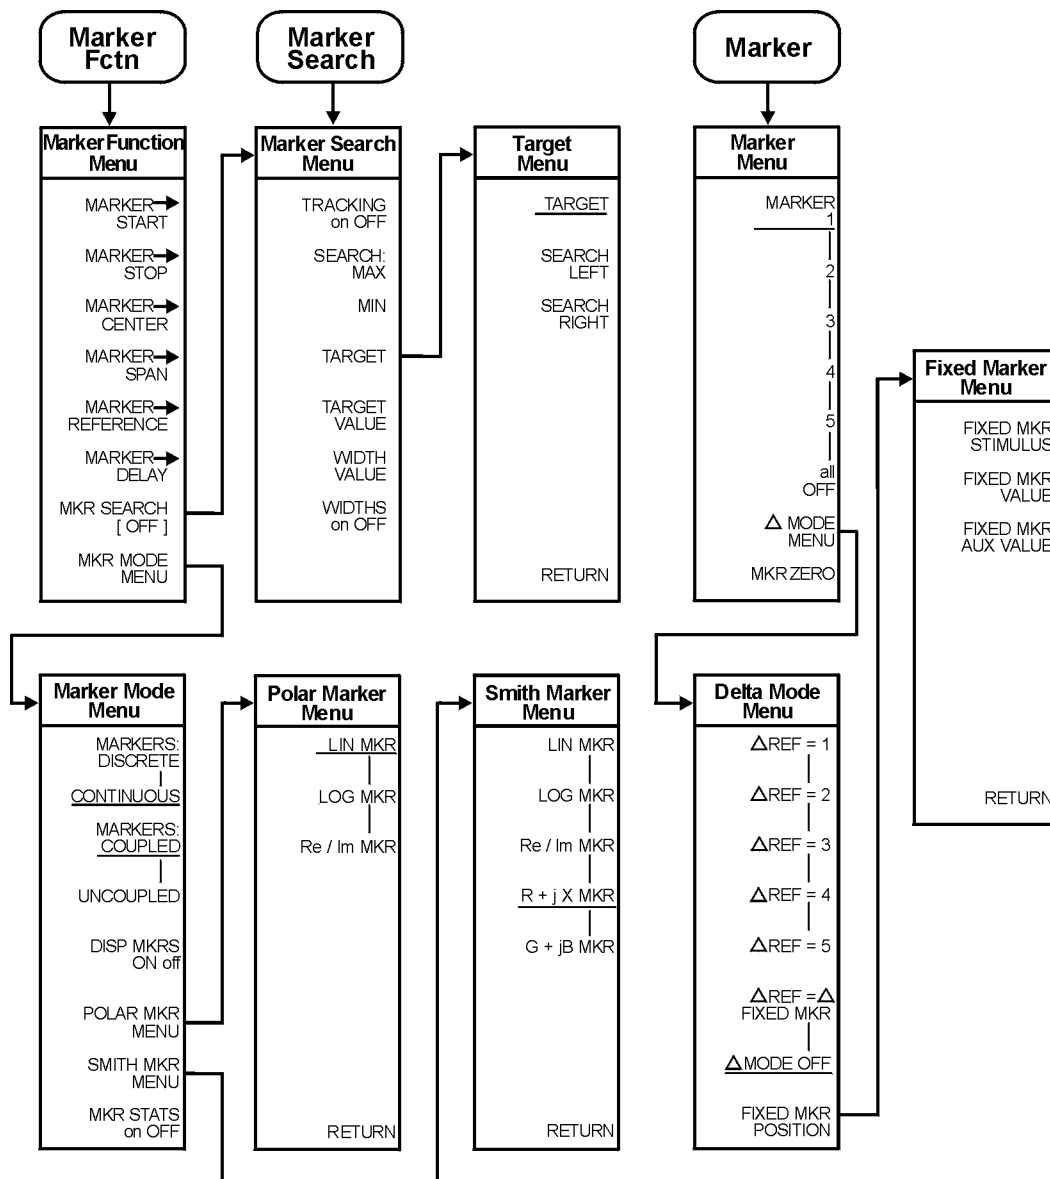 Marker
Fctn
Marker
Search
Marker
Marker Function
Menu
MARKER→
START
MARKER→
STOP
MARKER→
CENTER
MARKER→
SPAN
MARKER→
REFERENCE
MARKER→
DELAY
MKR SEARCH
[ OFF ]
MKR MODE
MENU
Marker Search
Menu
TRACKING
on OFF
SEARCH:
MAX
MIN
TARGET
TARGET
VALUE
WIDTH
VALUE
WIDTHS
on OFF
Target
Menu
TARGET
SEARCH
LEFT
SEARCH
RIGHT
RETURN
Marker
Menu
MARKER
1
2
3
4
5
all
OFF
△ MODE
MENU
MKR ZERO
Fixed Marker
Menu
FIXED MKR
STIMULUS
FIXED MKR
VALUE
FIXED MKR
AUX VALUE
RETURN
Marker Mode
Menu
MARKERS:
DISCRETE
CONTINUOUS
MARKERS:
COUPLED
UNCOUPLED
DISP MKRS
ON off
POLAR MKR
MENU
SMITH MKR
MENU
MKR STATS
on OFF
Polar Marker
Menu
LIN MKR
LOG MKR
Re / Im MKR
RETURN
Smith Marker
Menu
LIN MKR
LOG MKR
Re / Im MKR
R + j X MKR
G + jB MKR
RETURN
Delta Mode
Menu
△REF = 1
△REF = 2
△REF = 3
△REF = 4
△REF = 5
△REF = △
FIXED MKR
△MODE OFF
FIXED MKR
POSITION